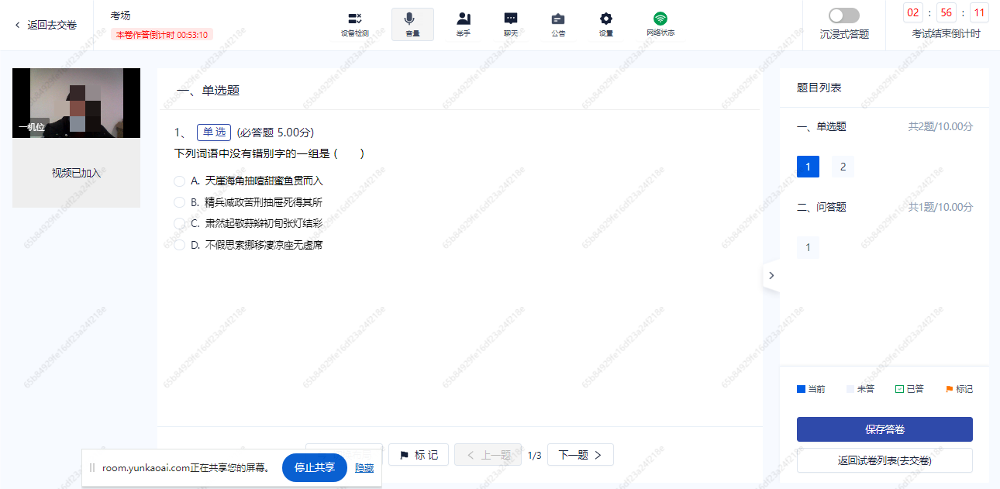 返回去交卷
考场
本卷作答倒计时 00:53:10
设备检测
音量
举手
聊天
公告
设置
网络状态
沉浸式答题
02 : 56 : 11
考试结束倒计时
一机位
视频已加入
一、单选题
1、 单选 (必答题 5.00分)
下列词语中没有错别字的一组是 ( )
A. 天崖海角抽噎甜蜜鱼贯而入
B. 精兵减政苦刑抽屉死得其所
C. 肃然起敬蒜辫初旬张灯结彩
D. 不假思索挪移凄凉座无虚席
题目列表
一、单选题 共2题/10.00分
1 2
二、问答题 共1题/10.00分
1
当前 未答 已答 标记
保存答卷
返回试卷列表(去交卷)
标 记 上一题 1/3 下一题
room.yunkaoai.com正在共享您的屏幕。 停止共享 隐藏
65b84929fe16df23a24f218e